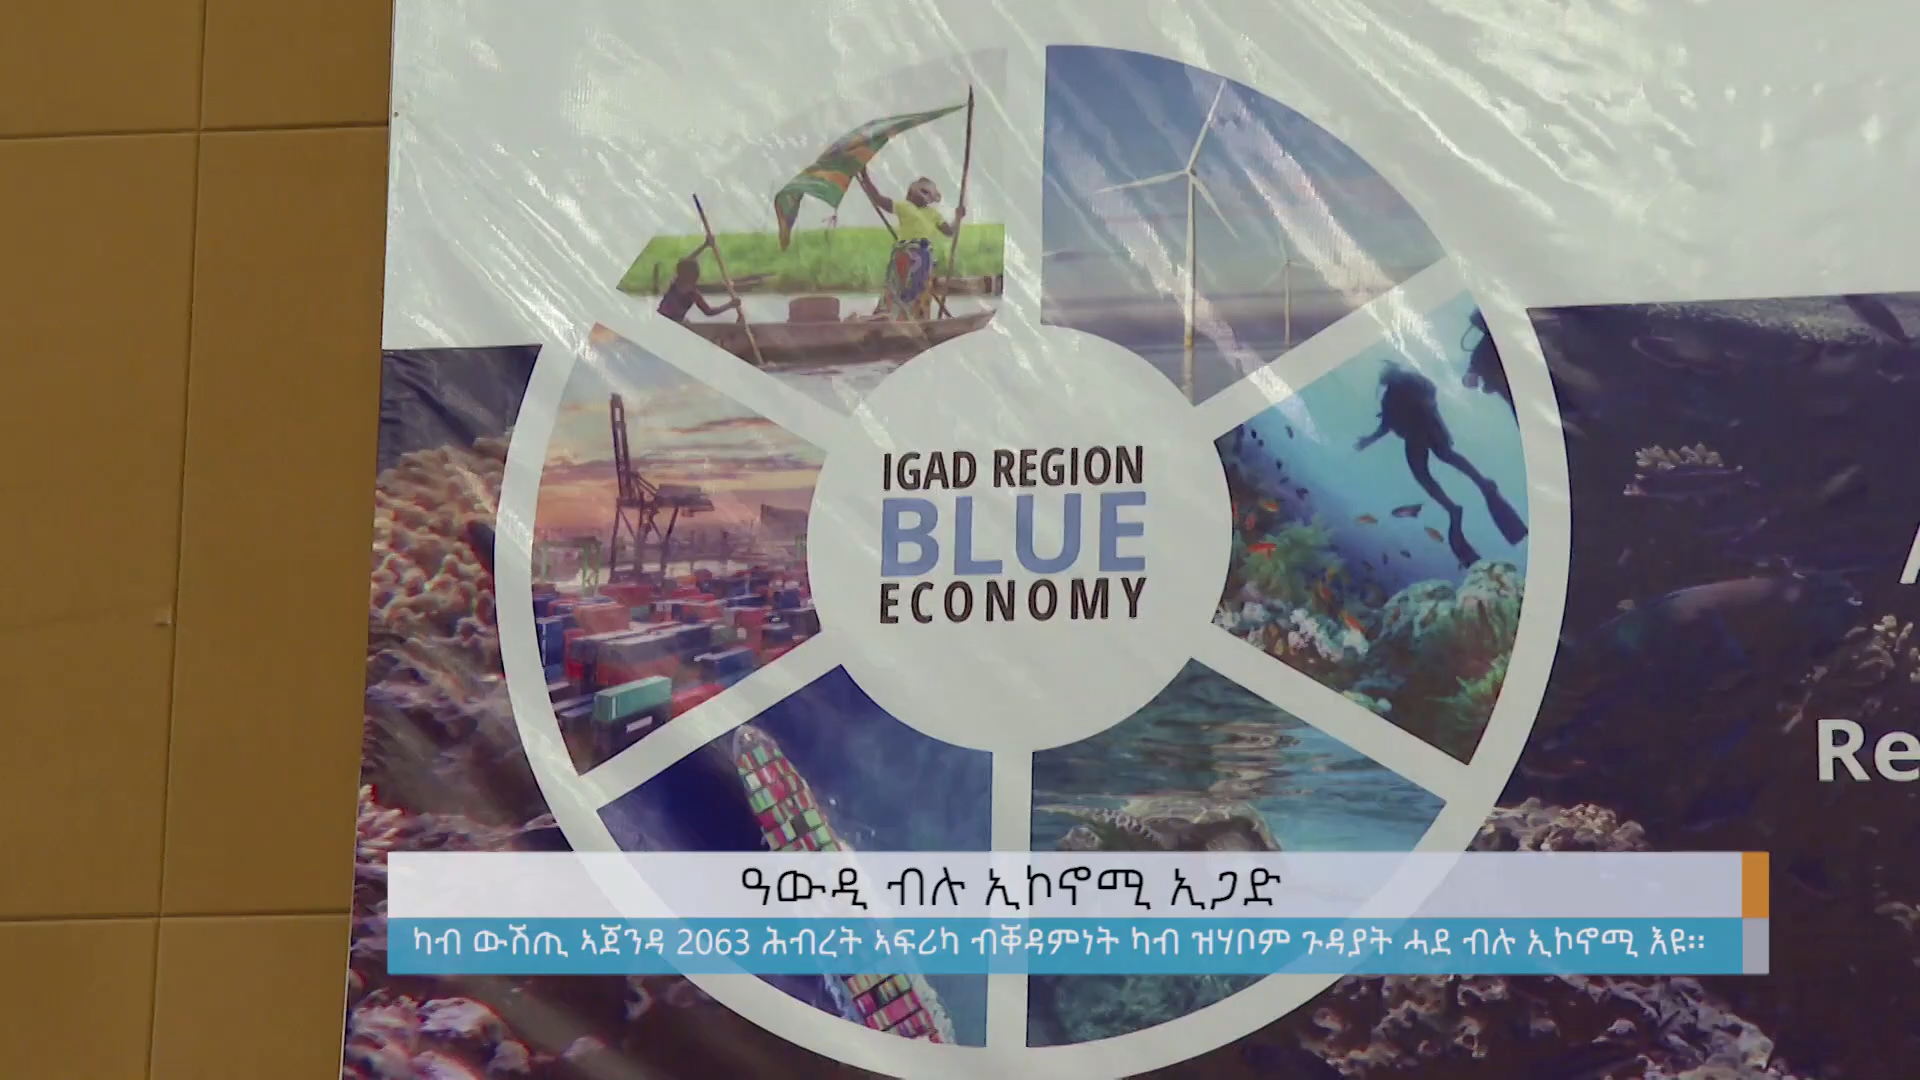 IGAD REGION
BLUE
ECONOMY
Re
ዓውዲ ብሉ ኢኮኖሚ ኢጋድ
ካብ ውሽጢ ኣጀንዳ 2063 ሕብረት ኣፍሪካ ብቐዳምነት ካብ ዝሃቦም ጉዳያት ሓደ ብሉ ኢኮኖሚ እዩ።